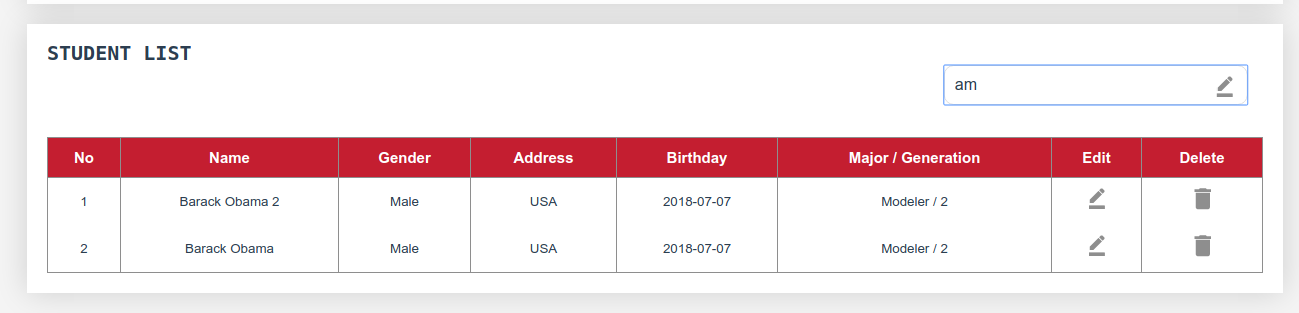 STUDENT LIST
am
No Name Gender Address Birthday Major / Generation Edit Delete
1 Barack Obama 2 Male USA 2018-07-07 Modeler / 2
2 Barack Obama Male USA 2018-07-07 Modeler / 2